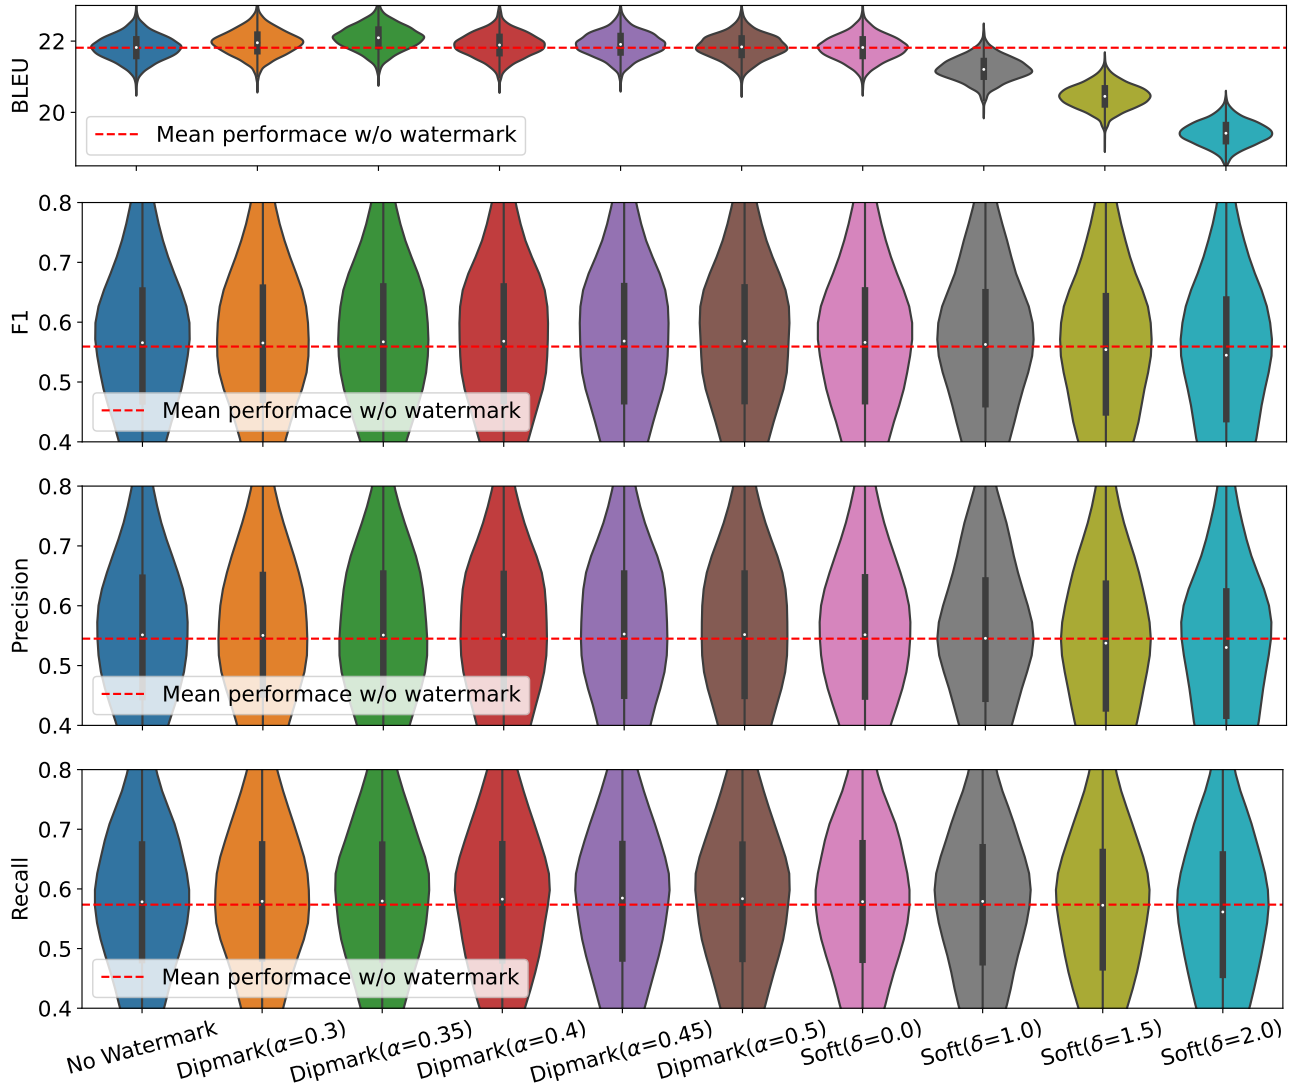 BLEU
22
20
Mean performace w/o watermark
F1
0.8
0.7
0.6
0.5
0.4
Mean performace w/o watermark
Precision
0.8
0.7
0.6
0.5
0.4
Mean performace w/o watermark
Recall
0.8
0.7
0.6
0.5
0.4
Mean performace w/o watermark
No Watermark
Dipmark(α=0.3)
Dipmark(α=0.35)
Dipmark(α=0.4)
Dipmark(α=0.45)
Dipmark(α=0.5)
Soft(δ=0.0)
Soft(δ=1.0)
Soft(δ=1.5)
Soft(δ=2.0)